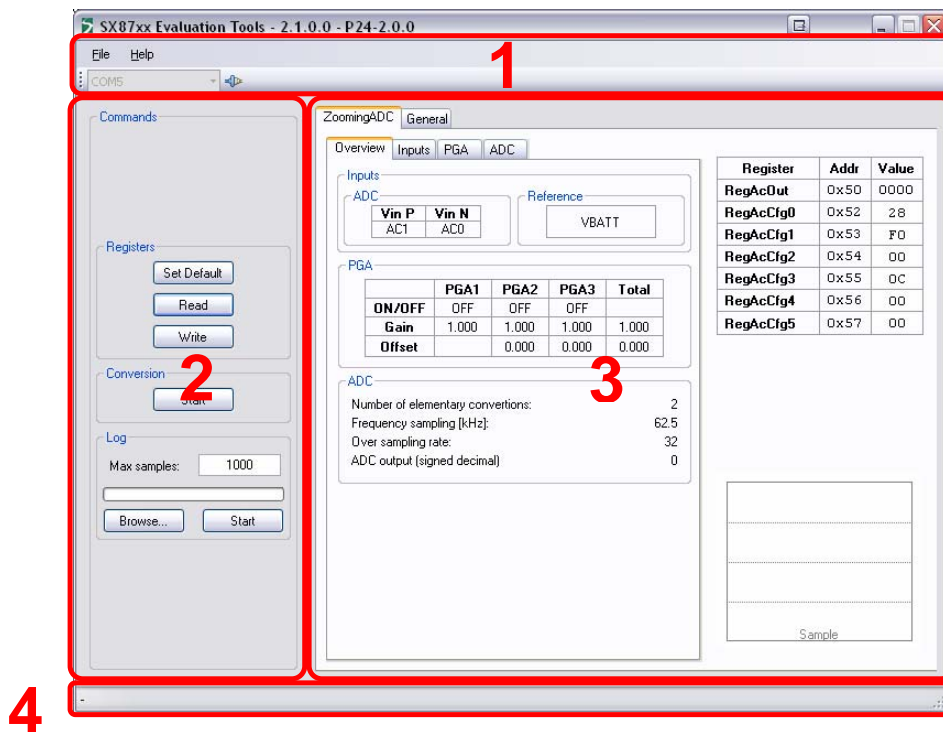 SX87xx Evaluation Tools - 2.1.0.0 - P24-2.0.0
File Help
1
COM5
Commands
Registers
Set Default
Read
Write
Conversion
2
Start
Log
Max samples: 1000
Browse... Start
ZoomingADC General
Overview Inputs PGA ADC
Inputs
ADC
Vin P Vin N
AC1 AC0
Reference
VBATT
PGA
PGA1 PGA2 PGA3 Total
ON/OFF OFF OFF OFF
Gain 1.000 1.000 1.000 1.000
Offset 0.000 0.000 0.000
3
ADC
Number of elementary convertions: 2
Frequency sampling [kHz]: 62.5
Over sampling rate: 32
ADC output (signed decimal) 0
Register Addr Value
RegAcOut 0x50 0000
RegAcCfg0 0x52 28
RegAcCfg1 0x53 F0
RegAcCfg2 0x54 00
RegAcCfg3 0x55 0C
RegAcCfg4 0x56 00
RegAcCfg5 0x57 00
Sample
4
-